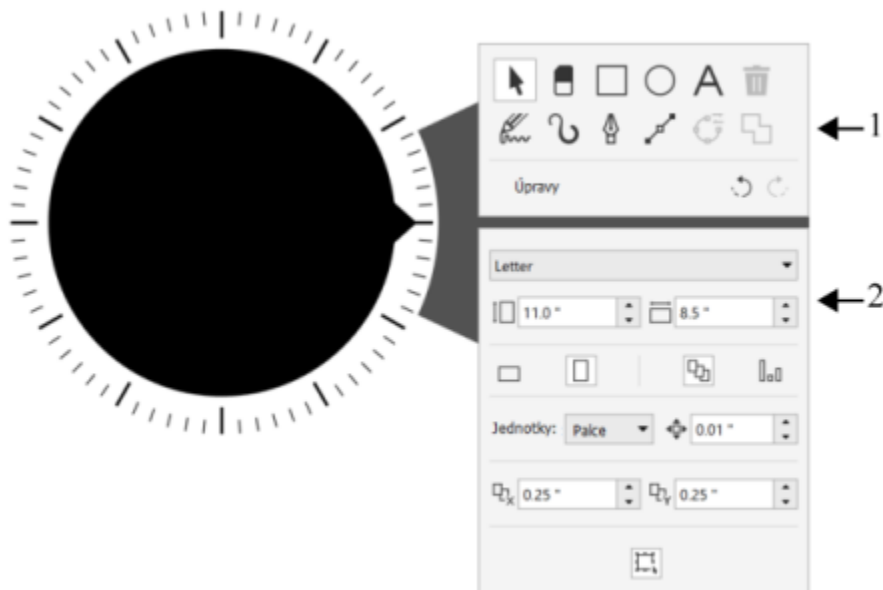 A
1
Úpravy
Letter
2
11.0 " 8.5 "
Jednotky: Palce 0.01 "
X 0.25 " Y 0.25 "